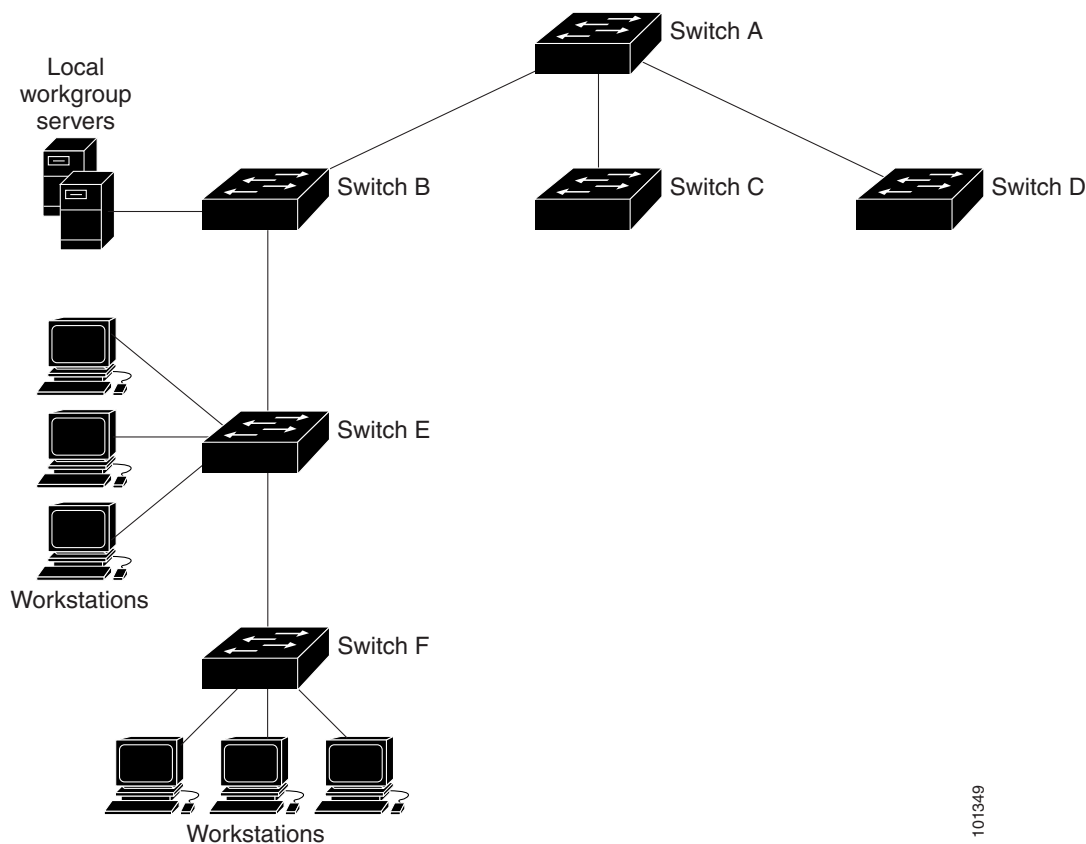 Switch A
Local
workgroup
servers
Switch B
Switch C
Switch D
Switch E
Workstations
Switch F
Workstations
101349